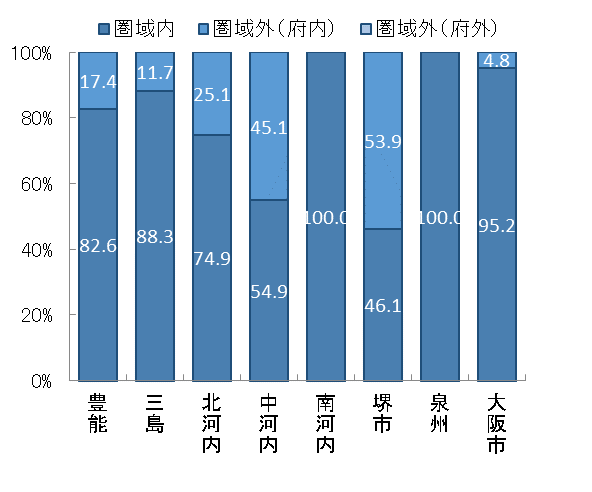 圏域内 圏域外（府内） 圏域外（府外）
100%
80%
60%
40%
20%
0%
17.4 11.7 25.1 45.1 53.9 4.8
82.6 88.3 74.9 54.9 100.0 46.1 100.0 95.2
豊能 三島 北河内 中河内 南河内 堺市 泉州 大阪市